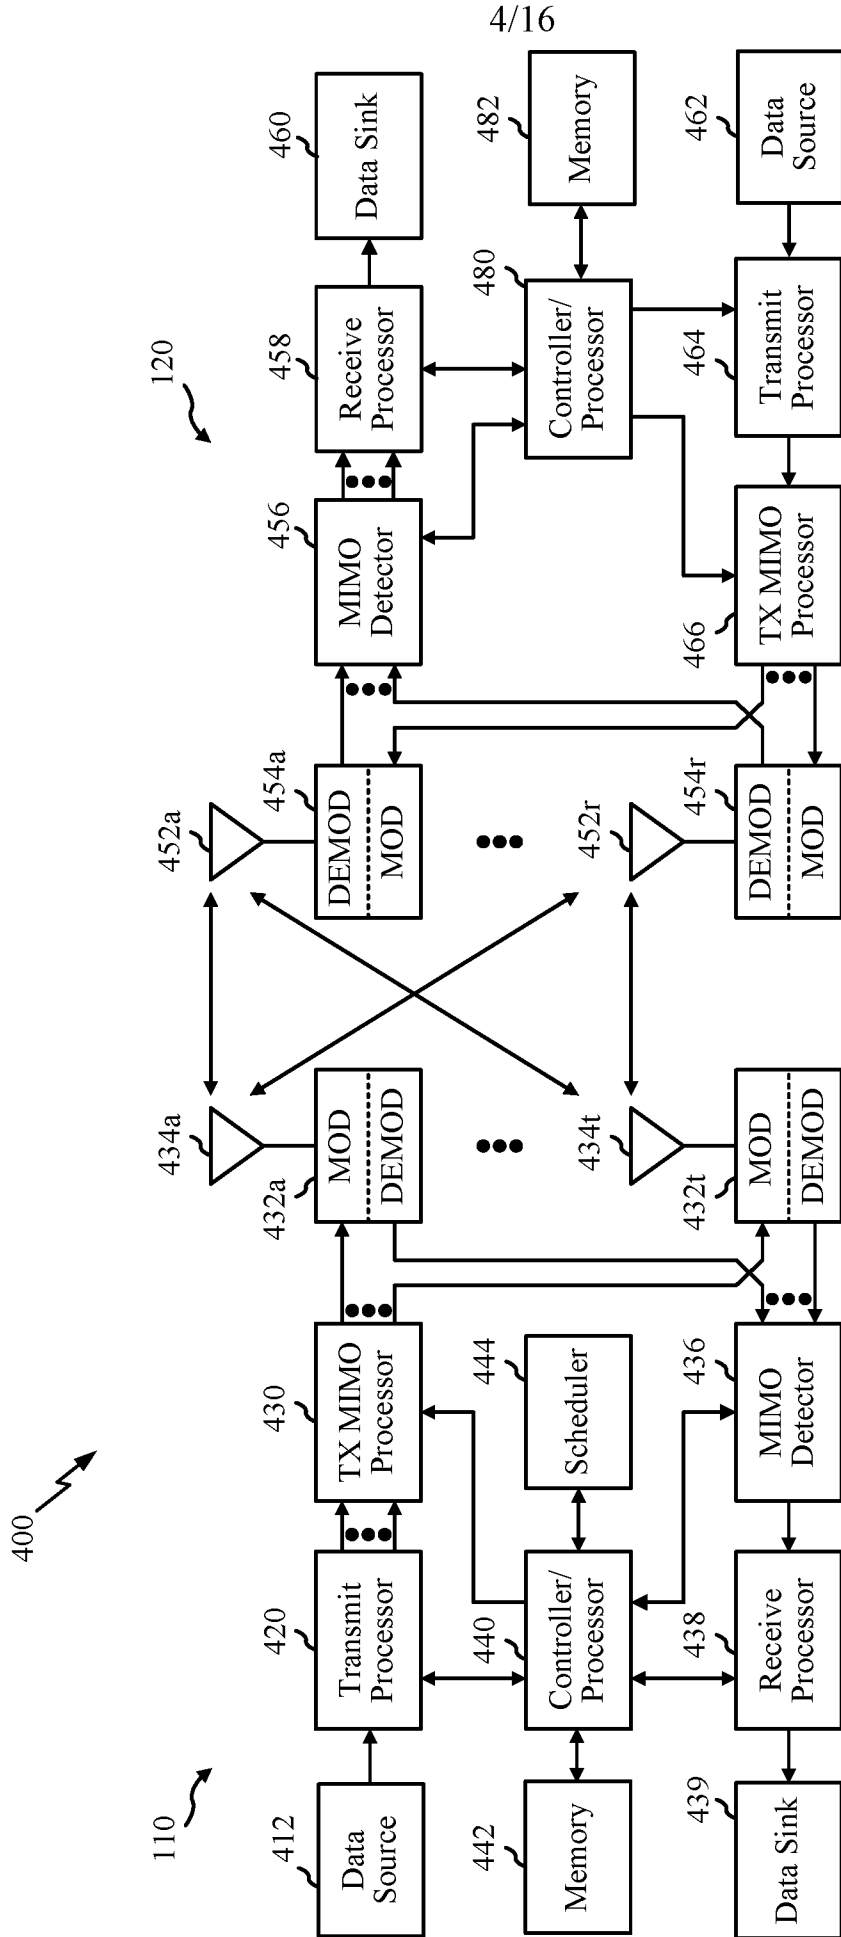 4/16
400
110
120
412
Data
Source
420
Transmit
Processor
430
TX MIMO
Processor
432a
MOD
DEMOD
434a
452a
454a
DEMOD
MOD
456
MIMO
Detector
458
Receive
Processor
460
Data Sink
442
Memory
440
Controller/
Processor
444
Scheduler
480
Controller/
Processor
482
Memory
439
Data Sink
438
Receive
Processor
436
MIMO
Detector
432t
MOD
DEMOD
434t
452r
454r
DEMOD
MOD
466
TX MIMO
Processor
464
Transmit
Processor
462
Data
Source